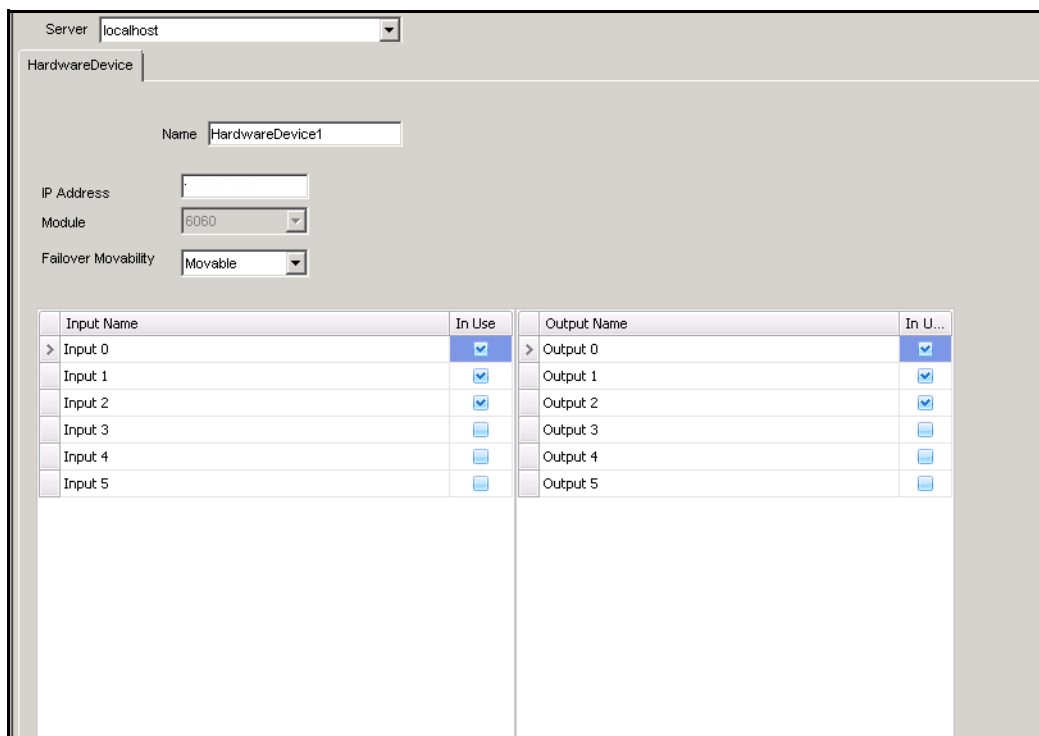 Server localhost
HardwareDevice
Name HardwareDevice1
IP Address
Module 6060
Failover Movability Movable
Input Name In Use Output Name In U...
Input 0 Output 0
Input 1 Output 1
Input 2 Output 2
Input 3 Output 3
Input 4 Output 4
Input 5 Output 5